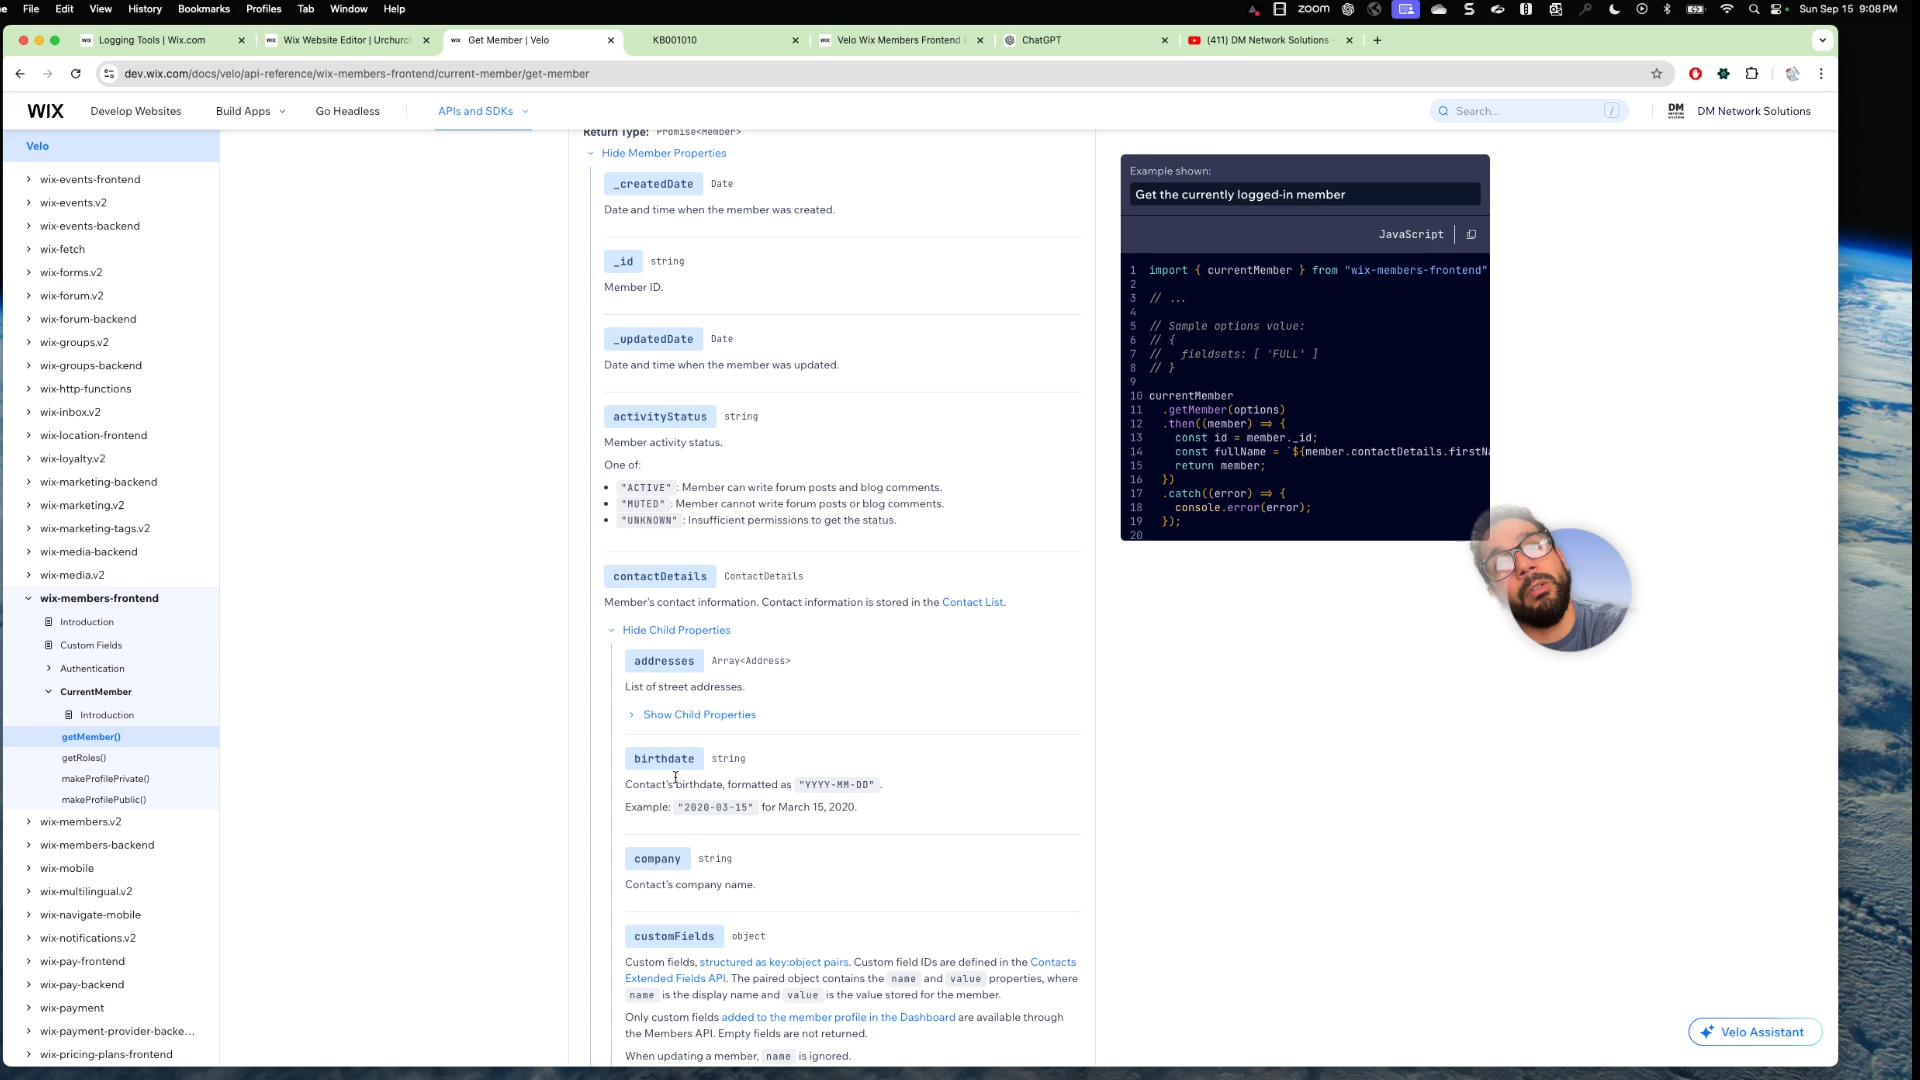 File Edit View History Bookmarks Profiles Tab Window Help
zoom
Sun Sep 15 9:08 PM
Logging Tools | Wix.com
Wix Website Editor | Urchurch
Get Member | Velo
KB001010
Velo Wix Members Frontend
ChatGPT
(411) DM Network Solutions -
dev.wix.com/docs/velo/api-reference/wix-members-frontend/current-member/get-member
WIX
Develop Websites
Build Apps
Go Headless
APIs and SDKs
Search...
/
DM Network Solutions
Velo
wix-events-frontend
wix-events.v2
wix-events-backend
wix-fetch
wix-forms.v2
wix-forum.v2
wix-forum-backend
wix-groups.v2
wix-groups-backend
wix-http-functions
wix-inbox.v2
wix-location-frontend
wix-loyalty.v2
wix-marketing-backend
wix-marketing.v2
wix-marketing-tags.v2
wix-media-backend
wix-media.v2
wix-members-frontend
Introduction
Custom Fields
Authentication
CurrentMember
Introduction
getMember()
getRoles()
makeProfilePrivate()
makeProfilePublic()
wix-members.v2
wix-members-backend
wix-mobile
wix-multilingual.v2
wix-navigate-mobile
wix-notifications.v2
wix-pay-frontend
wix-pay-backend
wix-payment
wix-payment-provider-backe...
wix-pricing-plans-frontend
Return Type: Promise<Member>
Hide Member Properties
_createdDate Date
Date and time when the member was created.
_id string
Member ID.
_updatedDate Date
Date and time when the member was updated.
activityStatus string
Member activity status.
One of:
• "ACTIVE" : Member can write forum posts and blog comments.
• "MUTED" : Member cannot write forum posts or blog comments.
• "UNKNOWN" : Insufficient permissions to get the status.
contactDetails ContactDetails
Member's contact information. Contact information is stored in the Contact List.
Hide Child Properties
addresses Array<Address>
List of street addresses.
Show Child Properties
birthdate string
Contact's birthdate, formatted as "YYYY-MM-DD" .
Example: "2020-03-15" for March 15, 2020.
company string
Contact's company name.
customFields object
Custom fields, structured as key:object pairs. Custom field IDs are defined in the Contacts
Extended Fields API. The paired object contains the name and value properties, where
name is the display name and value is the value stored for the member.
Only custom fields added to the member profile in the Dashboard are available through
the Members API. Empty fields are not returned.
When updating a member, name is ignored.
Example shown:
Get the currently logged-in member
JavaScript
1 import { currentMember } from "wix-members-frontend"
2
3 // ...
4
5 // Sample options value:
6 // {
7 //   fieldsets: [ 'FULL' ]
8 // }
9
10 currentMember
11   .getMember(options)
12   .then((member) => {
13     const id = member._id;
14     const fullName = `${member.contactDetails.firstNa
15     return member;
16   })
17   .catch((error) => {
18     console.error(error);
19   });
20
Velo Assistant